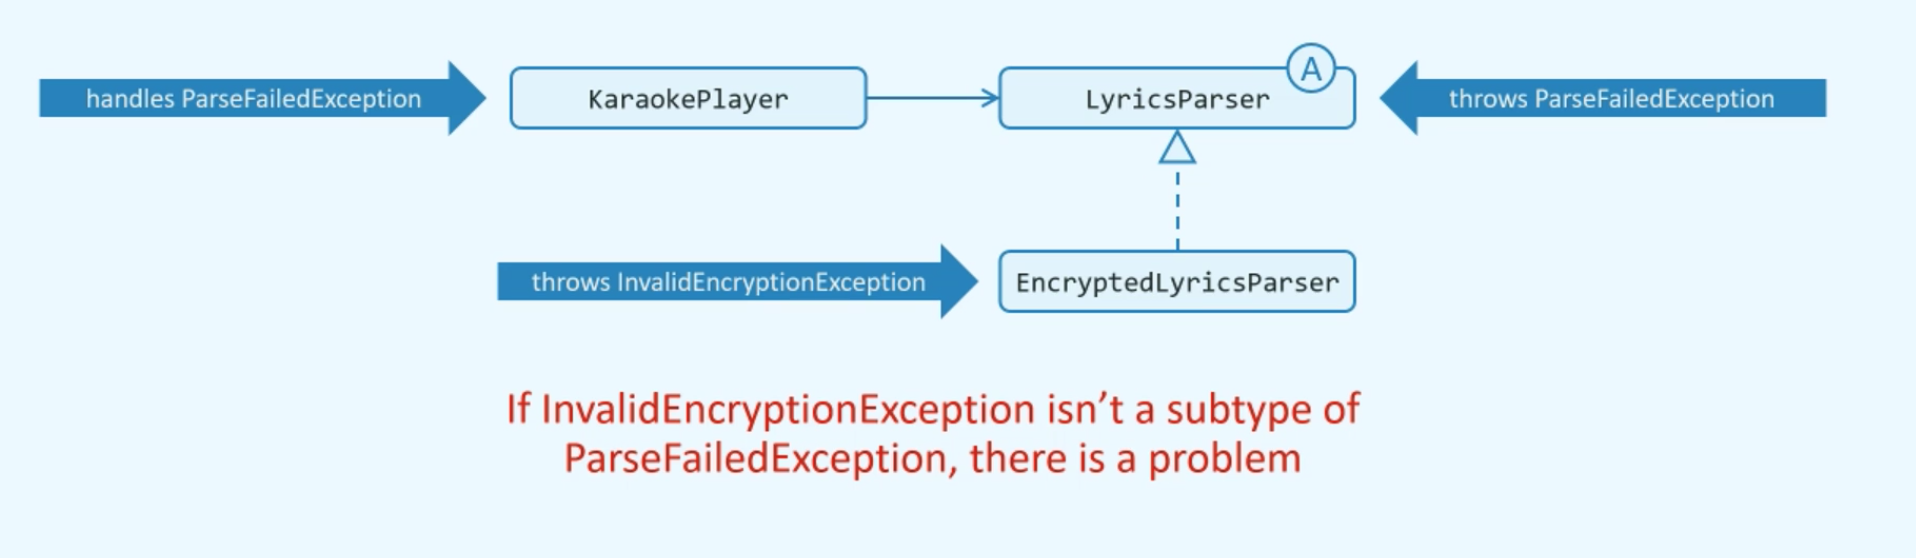 handles ParseFailedException
KaraokePlayer
LyricsParser
A
throws ParseFailedException
throws InvalidEncryptionException
EncryptedLyricsParser
If InvalidEncryptionException isn’t a subtype of
ParseFailedException, there is a problem